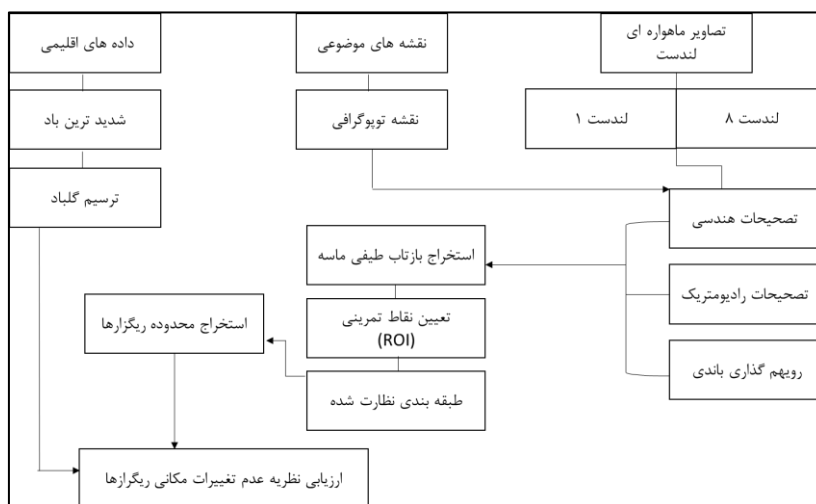 تصاویر ماهواره ای
لندست
نقشه های موضوعی
داده های اقلیمی
لندست ۸
لندست ۱
نقشه توپوگرافی
شدید ترین باد
تصحیحات هندسی
ترسیم گلباد
استخراج بازتاب طیفی ماسه
تصحیحات رادیومتریک
تعیین نقاط تمرینی
(ROI)
استخراج محدوده ریگزارها
رویهم گذاری باندی
طبقه بندی نظارت شده
ارزیابی نظریه عدم تغییرات مکانی ریگرازها